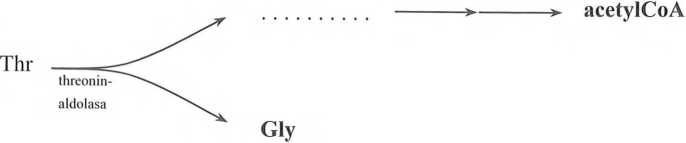 acetylCoA
. . . . . . . . . .
Thr
threonin-
aldolasa
Gly